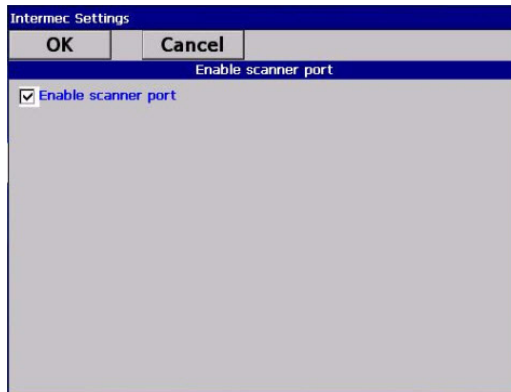 Intermec Settings
OK Cancel
Enable scanner port
Enable scanner port